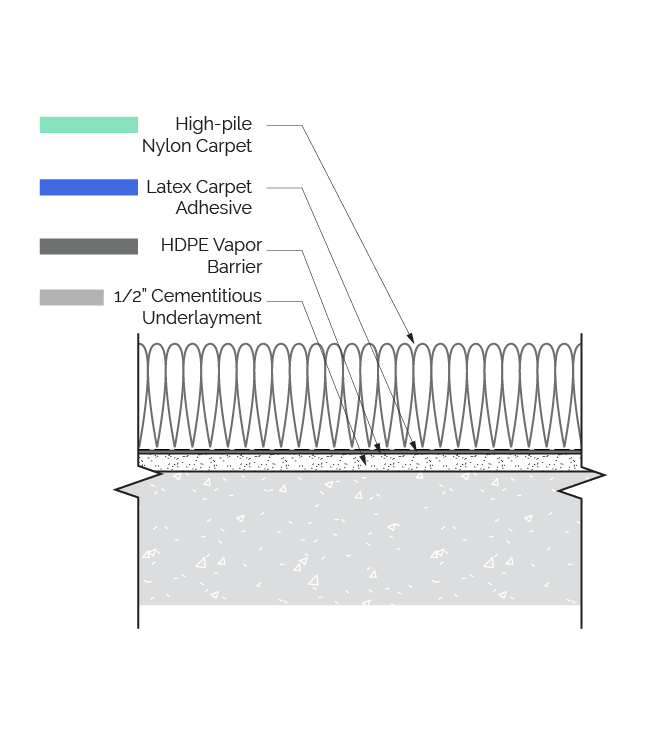 High-pile
Nylon Carpet
Latex Carpet
Adhesive
HDPE Vapor
Barrier
1/2” Cementitious
Underlayment